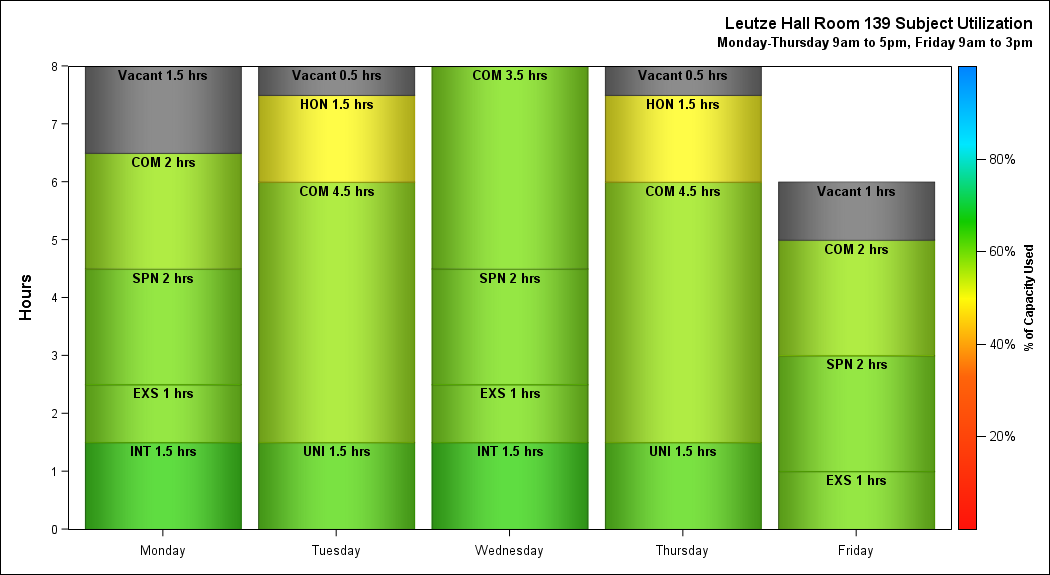 Leutze Hall Room 139 Subject Utilization
Monday-Thursday 9am to 5pm, Friday 9am to 3pm
Hours
8
7
6
5
4
3
2
1
0
Vacant 1.5 hrs
COM 2 hrs
SPN 2 hrs
EXS 1 hrs
INT 1.5 hrs
Monday
Vacant 0.5 hrs
HON 1.5 hrs
COM 4.5 hrs
UNI 1.5 hrs
Tuesday
COM 3.5 hrs
SPN 2 hrs
EXS 1 hrs
INT 1.5 hrs
Wednesday
Vacant 0.5 hrs
HON 1.5 hrs
COM 4.5 hrs
UNI 1.5 hrs
Thursday
Vacant 1 hrs
COM 2 hrs
SPN 2 hrs
EXS 1 hrs
Friday
80%
60%
40%
20%
% of Capacity Used